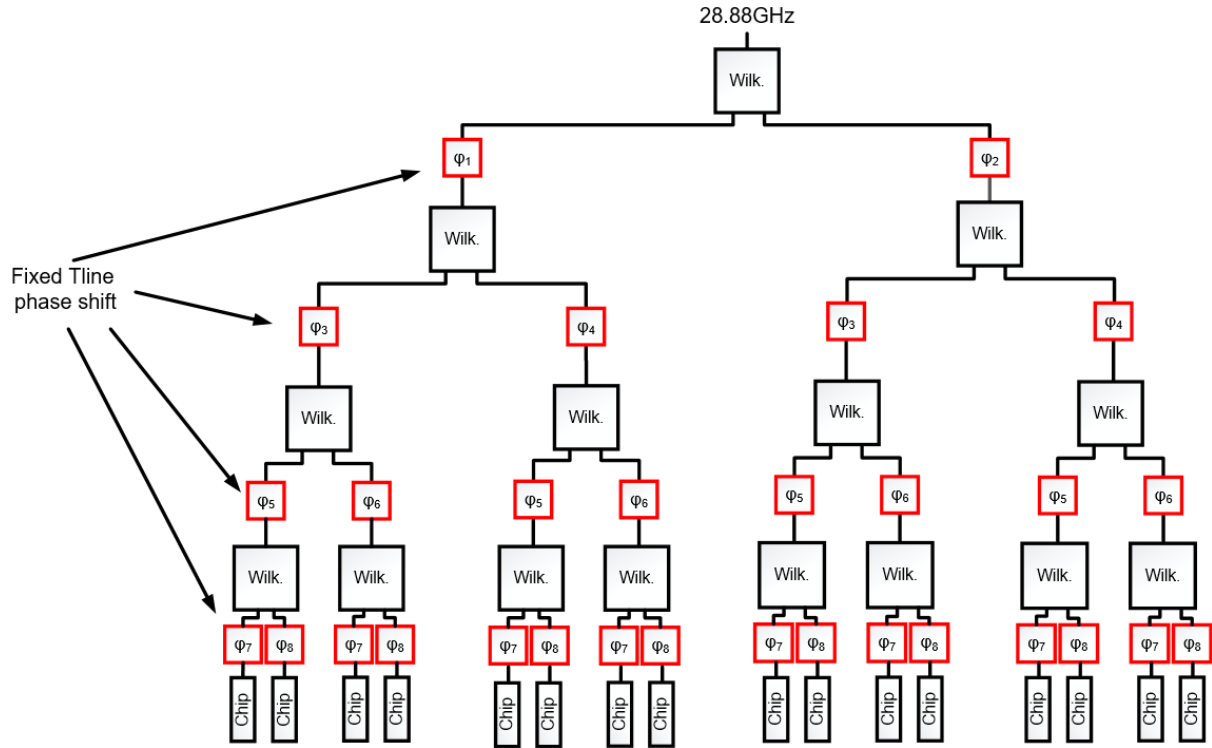 28.88GHz
Wilk.
φ₁ φ₂
Wilk. Wilk.
Fixed Tline
phase shift
φ₃ φ₄ φ₃ φ₄
Wilk. Wilk. Wilk. Wilk.
φ₅ φ₆ φ₅ φ₆ φ₅ φ₆ φ₅ φ₆
Wilk. Wilk. Wilk. Wilk. Wilk. Wilk. Wilk. Wilk.
φ₇ φ₈ φ₇ φ₈ φ₇ φ₈ φ₇ φ₈ φ₇ φ₈ φ₇ φ₈ φ₇ φ₈ φ₇ φ₈
Chip Chip Chip Chip Chip Chip Chip Chip Chip Chip Chip Chip Chip Chip Chip Chip